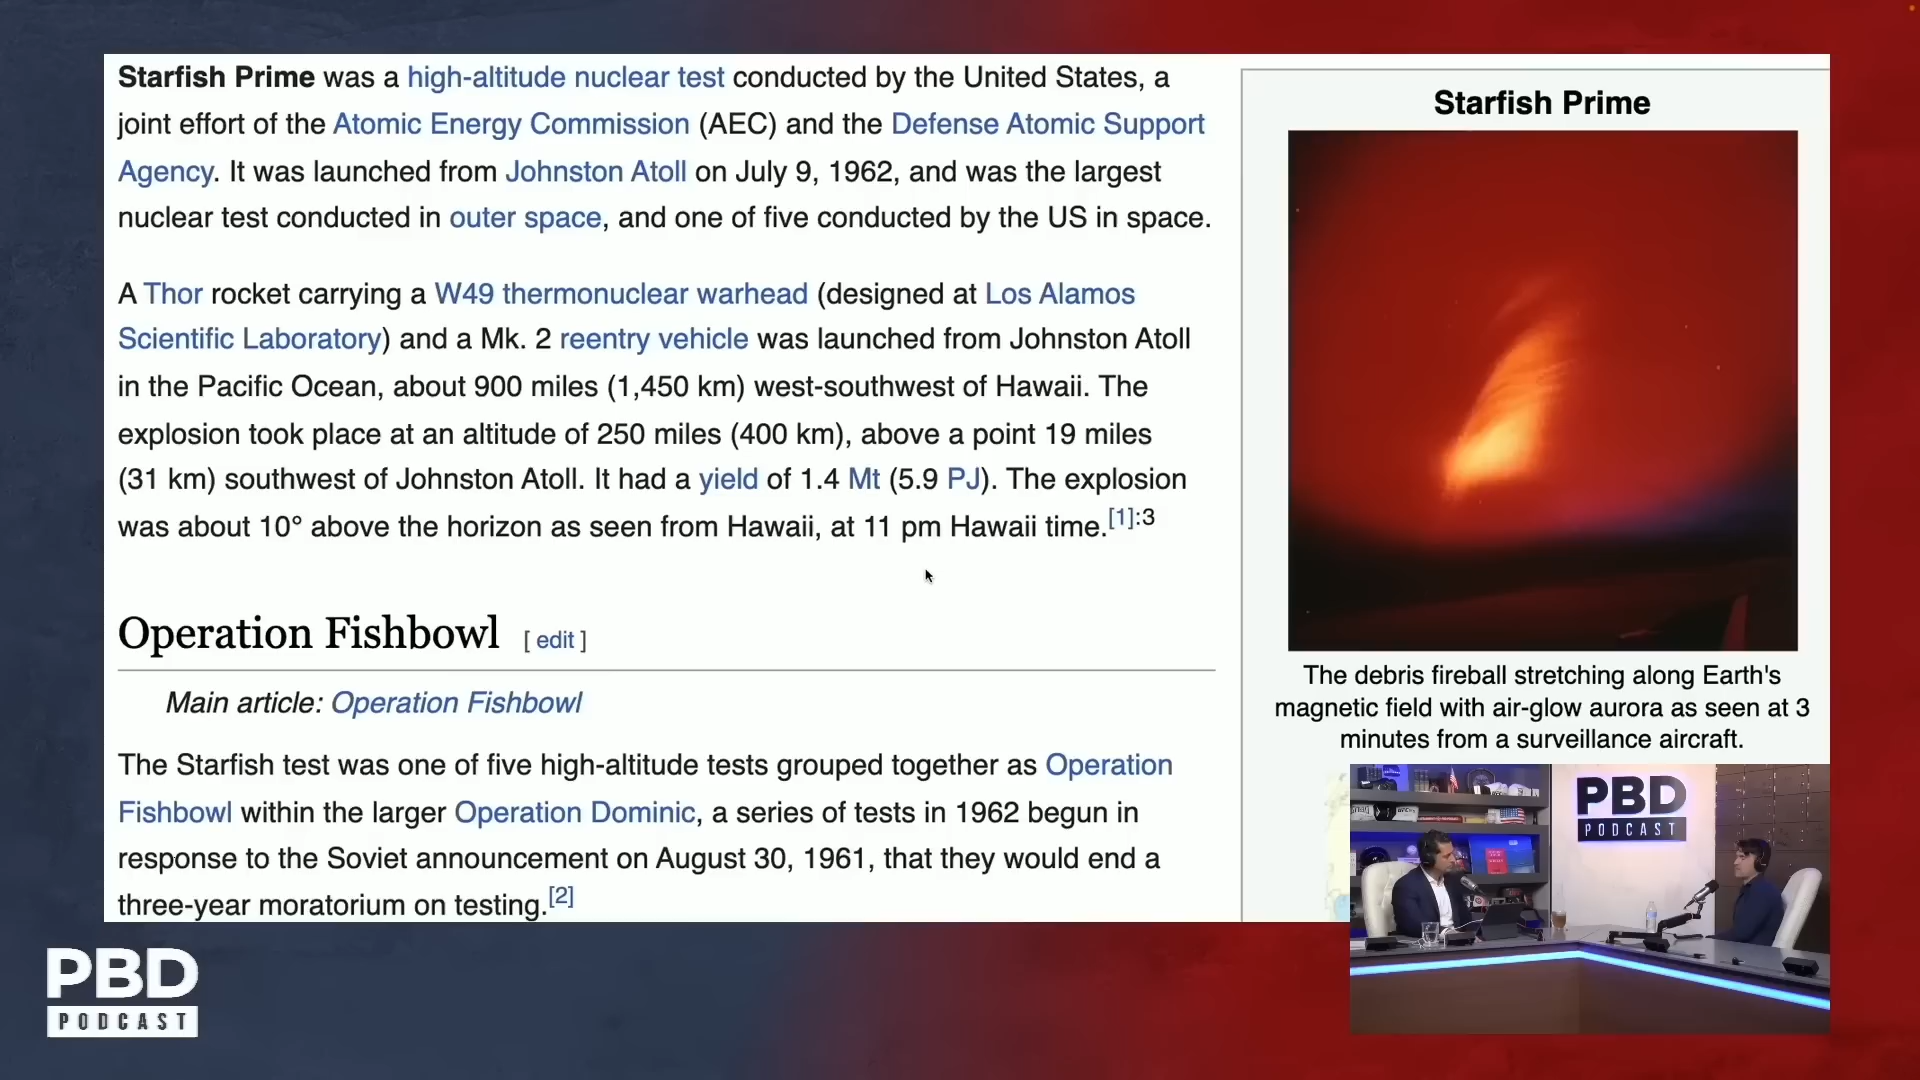 Starfish Prime was a high-altitude nuclear test conducted by the United States, a
joint effort of the Atomic Energy Commission (AEC) and the Defense Atomic Support
Agency. It was launched from Johnston Atoll on July 9, 1962, and was the largest
nuclear test conducted in outer space, and one of five conducted by the US in space.
A Thor rocket carrying a W49 thermonuclear warhead (designed at Los Alamos
Scientific Laboratory) and a Mk. 2 reentry vehicle was launched from Johnston Atoll
in the Pacific Ocean, about 900 miles (1,450 km) west-southwest of Hawaii. The
explosion took place at an altitude of 250 miles (400 km), above a point 19 miles
(31 km) southwest of Johnston Atoll. It had a yield of 1.4 Mt (5.9 PJ). The explosion
was about 10° above the horizon as seen from Hawaii, at 11 pm Hawaii time.[1]:3
Operation Fishbowl [ edit ]
Main article: Operation Fishbowl
The Starfish test was one of five high-altitude tests grouped together as Operation
Fishbowl within the larger Operation Dominic, a series of tests in 1962 begun in
response to the Soviet announcement on August 30, 1961, that they would end a
three-year moratorium on testing.[2]
Starfish Prime
The debris fireball stretching along Earth's
magnetic field with air-glow aurora as seen at 3
minutes from a surveillance aircraft.
PBD
PODCAST
PBD
PODCAST